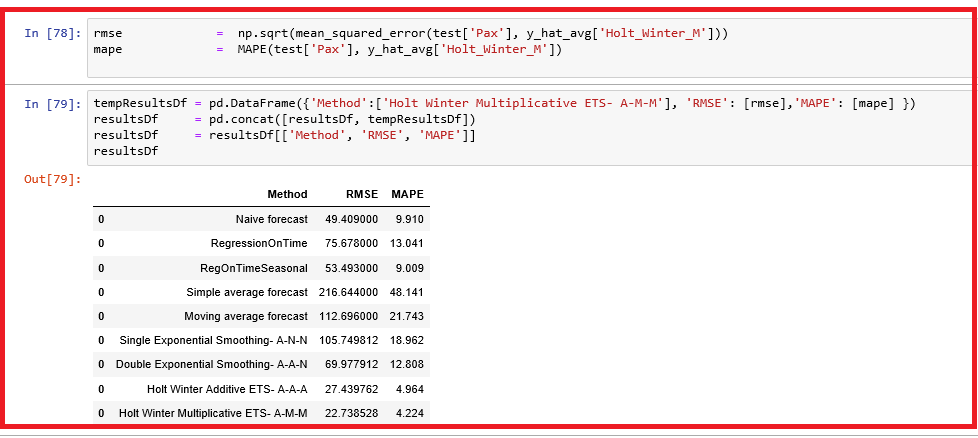 In [78]: rmse = np.sqrt(mean_squared_error(test['Pax'], y_hat_avg['Holt_Winter_M']))
mape = MAPE(test['Pax'], y_hat_avg['Holt_Winter_M'])
In [79]: tempResultsDf = pd.DataFrame({'Method':['Holt Winter Multiplicative ETS- A-M-M'], 'RMSE': [rmse],'MAPE': [mape] })
resultsDf = pd.concat([resultsDf, tempResultsDf])
resultsDf = resultsDf[['Method', 'RMSE', 'MAPE']]
resultsDf
Out[79]:
Method RMSE MAPE
0 Naive forecast 49.409000 9.910
0 RegressionOnTime 75.678000 13.041
0 RegOnTimeSeasonal 53.493000 9.009
0 Simple average forecast 216.644000 48.141
0 Moving average forecast 112.696000 21.743
0 Single Exponential Smoothing- A-N-N 105.749812 18.962
0 Double Exponential Smoothing- A-A-N 69.977912 12.808
0 Holt Winter Additive ETS- A-A-A 27.439762 4.964
0 Holt Winter Multiplicative ETS- A-M-M 22.738528 4.224